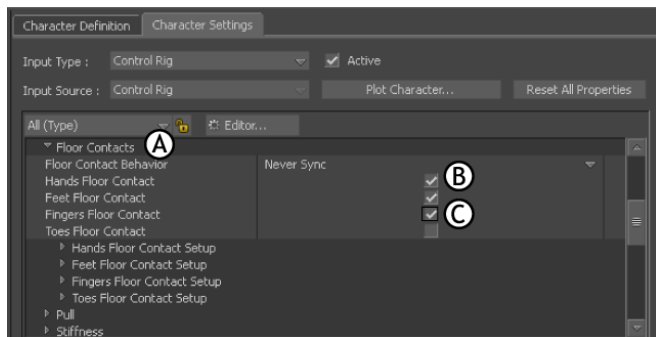 Character Definition Character Settings
Input Type : Control Rig Active
Input Source : Control Rig Plot Character... Reset All Properties
All (Type) Editor...
Floor Contacts A
Floor Contact Behavior Never Sync
Hands Floor Contact B
Feet Floor Contact
Fingers Floor Contact C
Toes Floor Contact
Hands Floor Contact Setup
Feet Floor Contact Setup
Fingers Floor Contact Setup
Toes Floor Contact Setup
Pull
Stiffness